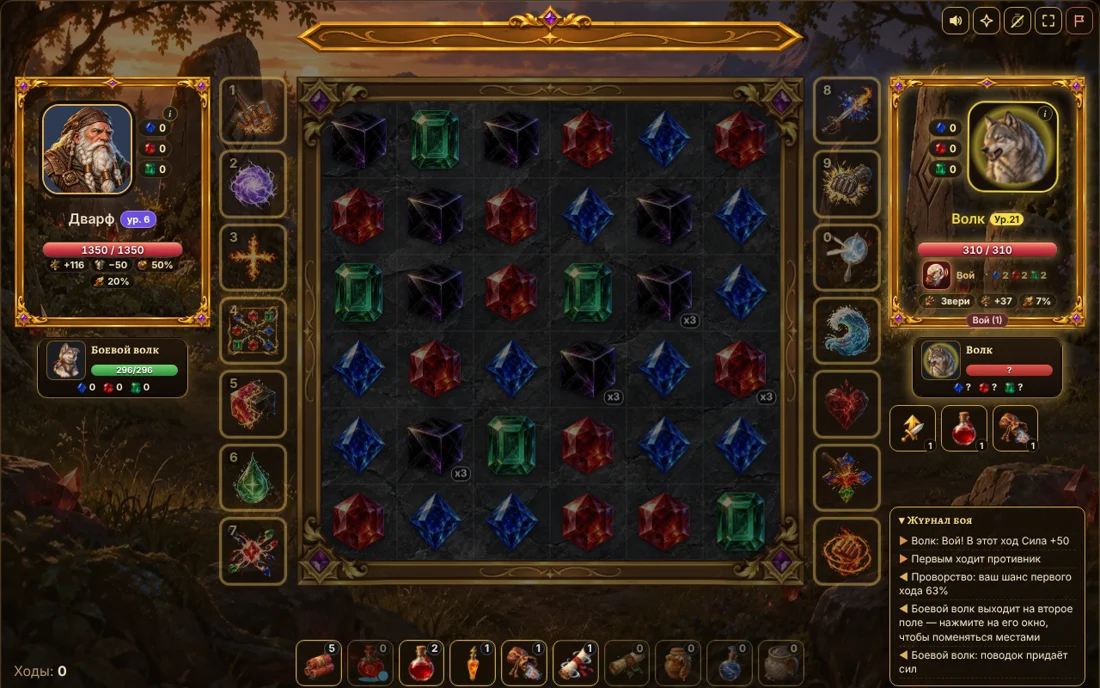 1
2
3
4
5
6
7
8
9
0
i
0
0
0
Дварф ур. 6
1350 / 1350
+116 −50 50%
20%
Боевой волк
296/296
0 0 0
x3
x3
x3
x3
i
0
0
0
Волк Ур.21
310 / 310
Вой 2 2 2
Звери +37 7%
Вой (1)
Волк
?
? ? ?
1 1 1
▾ Журнал боя
▶ Волк: Вой! В этот ход Сила +50
▶ Первым ходит противник
◀ Проворство: ваш шанс первого
хода 63%
◀ Боевой волк выходит на второе
поле — нажмите на его окно,
чтобы поменяться местами
◀ Боевой волк: поводок придаёт
сил
Ходы: 0
5 0 2 1 1 1 0 0 0 0